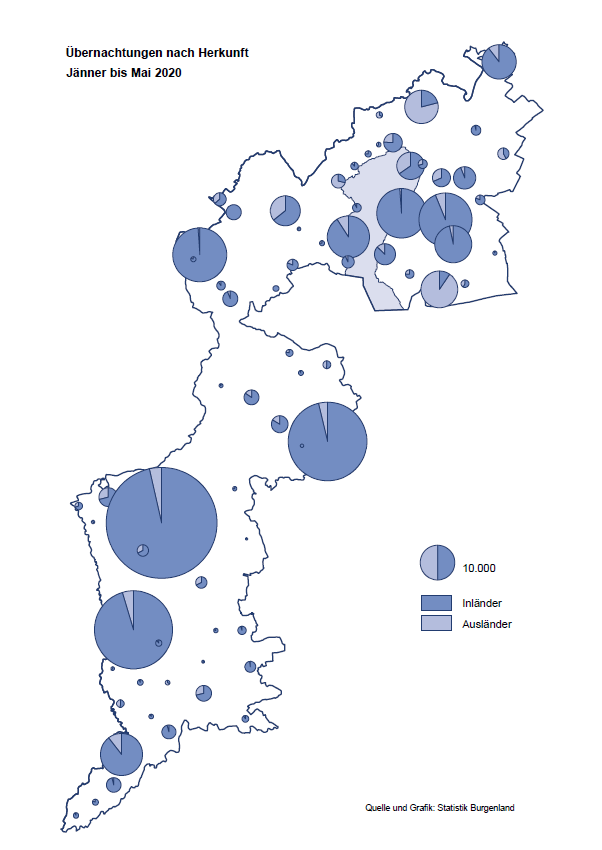 Übernachtungen nach Herkunft
Jänner bis Mai 2020
10.000
Inländer
Ausländer
Quelle und Grafik: Statistik Burgenland